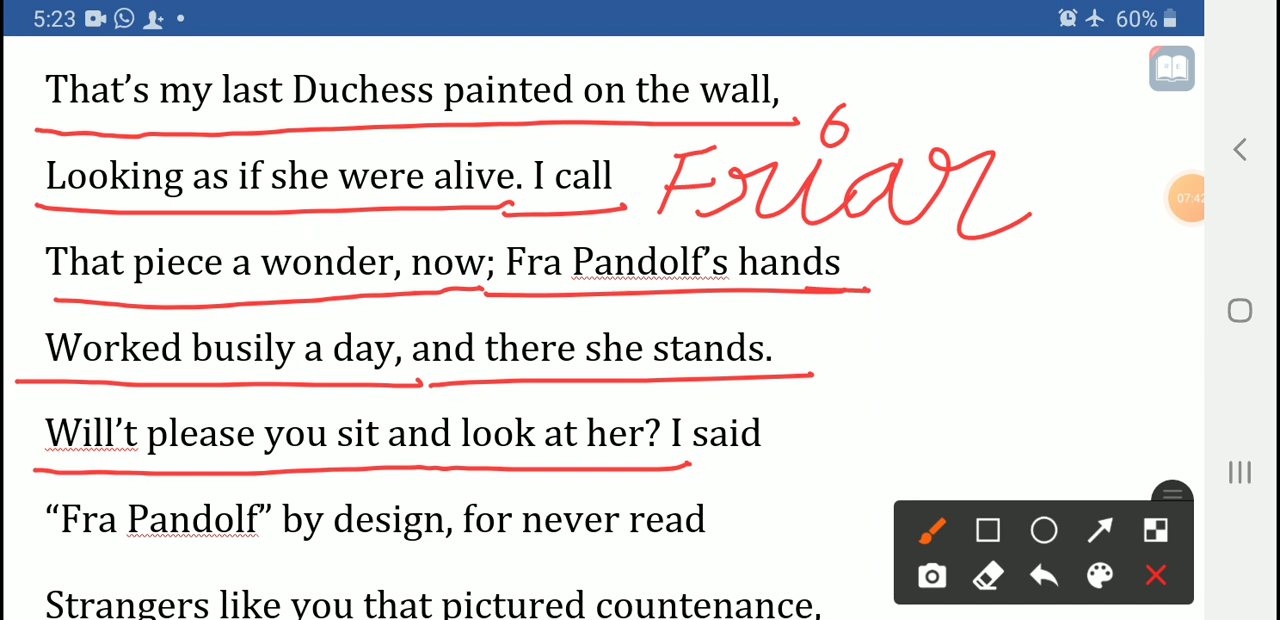 5:23 60%
That’s my last Duchess painted on the wall,
Looking as if she were alive. I call
Friar
That piece a wonder, now; Fra Pandolf’s hands
07:42
Worked busily a day, and there she stands.
Will’t please you sit and look at her? I said
“Fra Pandolf” by design, for never read
Strangers like you that pictured countenance,